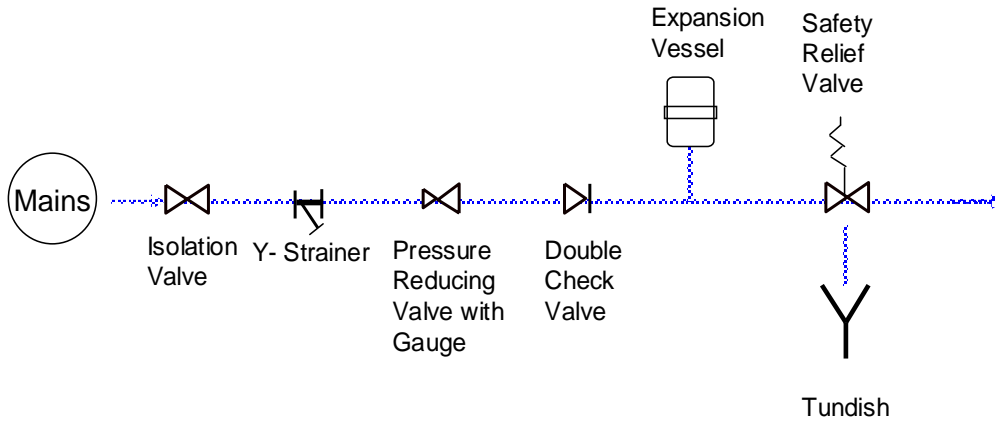 Expansion
Vessel
Safety
Relief
Valve
Mains
Isolation
Valve
Y- Strainer
Pressure
Reducing
Valve with
Gauge
Double
Check
Valve
Tundish